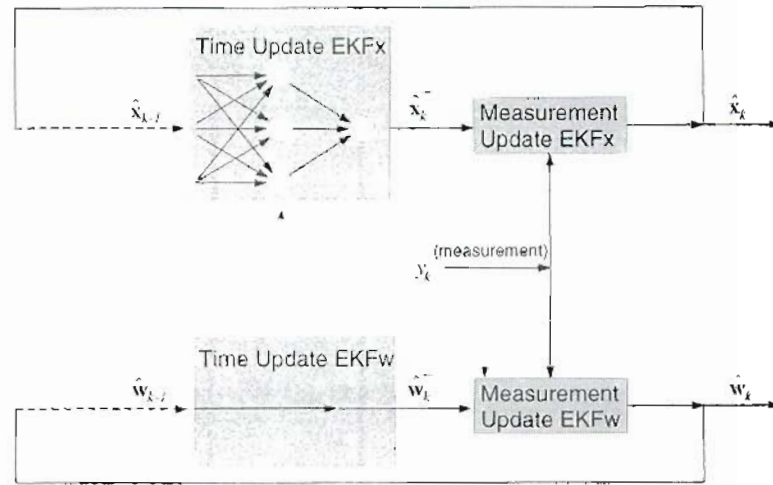 Time Update EKFx
x̂ₖ₋₁
x̂ₖ⁻
Measurement
Update EKFx
x̂ₖ
(measurement)
yₖ
Time Update EKFw
ŵₖ₋₁
ŵₖ⁻
Measurement
Update EKFw
ŵₖ